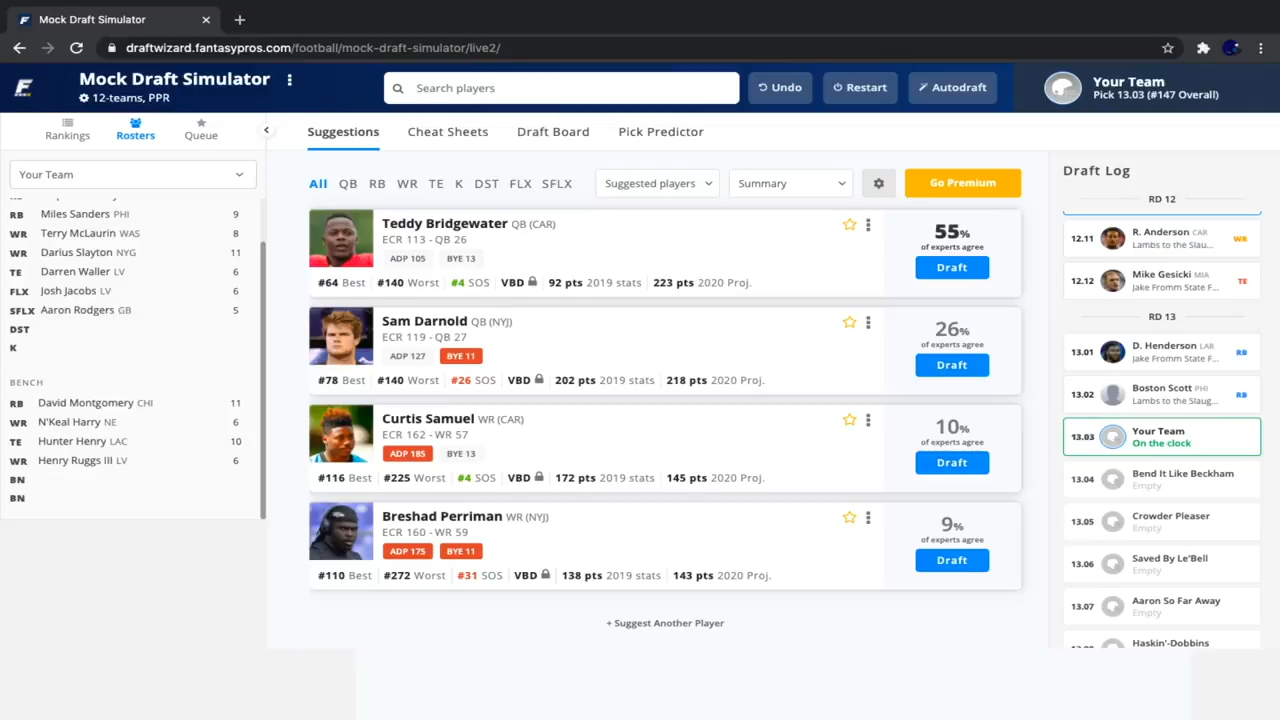 Mock Draft Simulator
draftwizard.fantasypros.com/football/mock-draft-simulator/live2/
Mock Draft Simulator
12-teams, PPR
Search players
Undo
Restart
Autodraft
Your Team
Pick 13.03 (#147 Overall)
Rankings
Rosters
Queue
Your Team
RB Miles Sanders PHI 9
WR Terry McLaurin WAS 8
WR Darius Slayton NYG 11
TE Darren Waller LV 6
FLX Josh Jacobs LV 6
SFLX Aaron Rodgers GB 5
DST
K
BENCH
RB David Montgomery CHI 11
WR N'Keal Harry NE 6
TE Hunter Henry LAC 10
WR Henry Ruggs III LV 6
BN
BN
Suggestions Cheat Sheets Draft Board Pick Predictor
All QB RB WR TE K DST FLX SFLX
Suggested players
Summary
Go Premium
Teddy Bridgewater QB (CAR)
ECR 113 - QB 26
ADP 105 BYE 13
#64 Best #140 Worst #4 SOS VBD 92 pts 2019 stats 223 pts 2020 Proj.
55%
of experts agree
Draft
Sam Darnold QB (NYJ)
ECR 119 - QB 27
ADP 127 BYE 11
#78 Best #140 Worst #26 SOS VBD 202 pts 2019 stats 218 pts 2020 Proj.
26%
of experts agree
Draft
Curtis Samuel WR (CAR)
ECR 162 - WR 57
ADP 185 BYE 13
#116 Best #225 Worst #4 SOS VBD 172 pts 2019 stats 145 pts 2020 Proj.
10%
of experts agree
Draft
Breshad Perriman WR (NYJ)
ECR 160 - WR 59
ADP 175 BYE 11
#110 Best #272 Worst #31 SOS VBD 138 pts 2019 stats 143 pts 2020 Proj.
9%
of experts agree
Draft
+ Suggest Another Player
Draft Log
RD 12
12.11 R. Anderson CAR WR
Lambs to the Slau...
12.12 Mike Gesicki MIA TE
Jake Fromm State F...
RD 13
13.01 D. Henderson LAR RB
Jake Fromm State F...
13.02 Boston Scott PHI RB
Lambs to the Slaug...
13.03 Your Team
On the clock
13.04 Bend It Like Beckham
Empty
13.05 Crowder Pleaser
Empty
13.06 Saved By Le'Bell
Empty
13.07 Aaron So Far Away
Empty
Haskin'-Dobbins